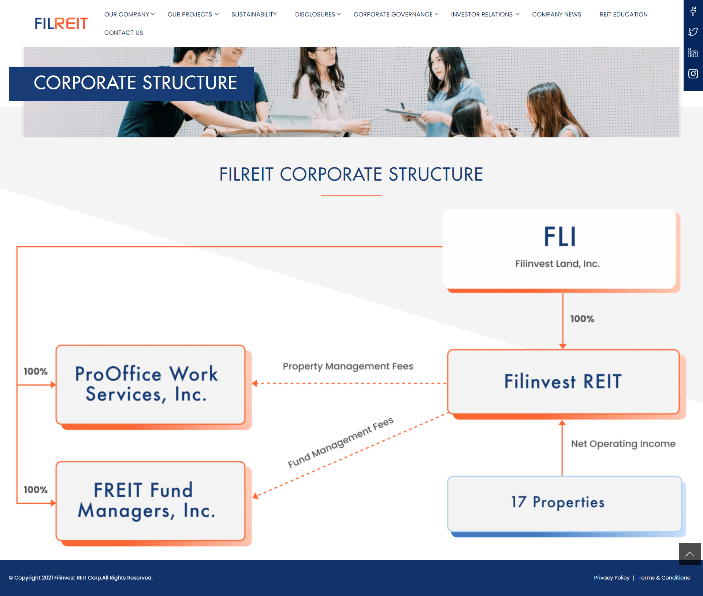 FILREIT
OUR COMPANY
OUR PROJECTS
SUSTAINABILITY
DISCLOSURES
CORPORATE GOVERNANCE
INVESTOR RELATIONS
COMPANY NEWS
REIT EDUCATION
CONTACT US
CORPORATE STRUCTURE
FILREIT CORPORATE STRUCTURE
FLI
Filinvest Land, Inc.
100%
ProOffice Work
Services, Inc.
100%
Property Management Fees
Filinvest REIT
Fund Management Fees
Net Operating Income
100%
FREIT Fund
Managers, Inc.
17 Properties
© Copyright 2021 Filinvest REIT Corp.All Rights Reserved.
Privacy Policy | Terms & Conditions